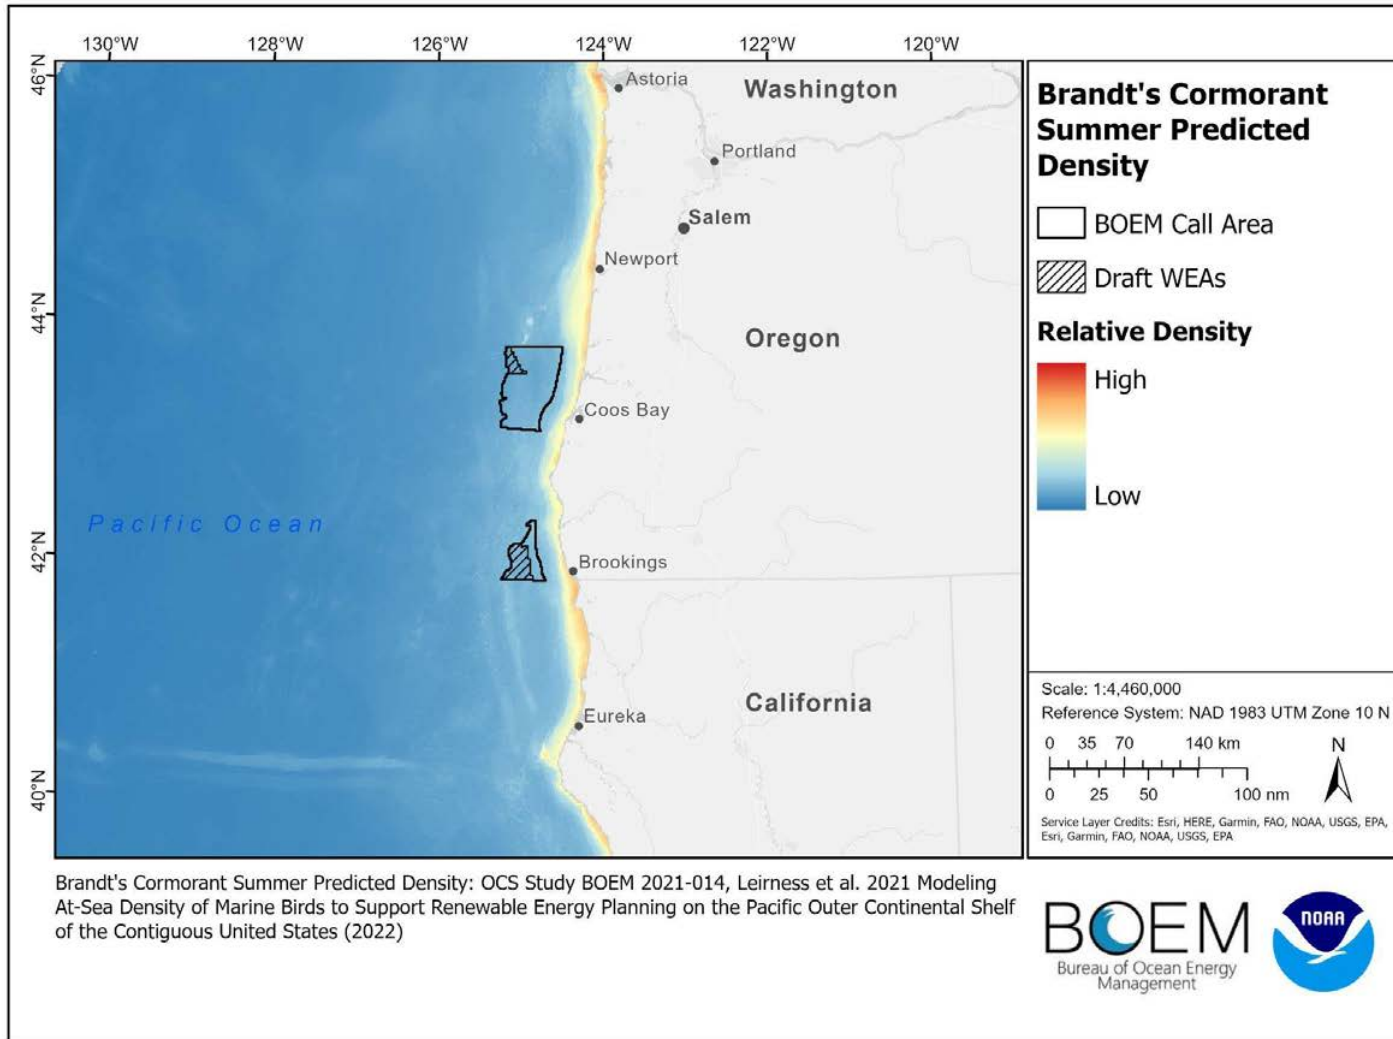 130°W 128°W 126°W 124°W 122°W 120°W
46°N
44°N
42°N
40°N
Astoria
Washington
Portland
Salem
Newport
Oregon
Coos Bay
Pacific Ocean
Brookings
California
Eureka
Brandt's Cormorant
Summer Predicted
Density
BOEM Call Area
Draft WEAs
Relative Density
High
Low
Scale: 1:4,460,000
Reference System: NAD 1983 UTM Zone 10 N
0 35 70 140 km
N
0 25 50 100 nm
Service Layer Credits: Esri, HERE, Garmin, FAO, NOAA, USGS, EPA,
Esri, Garmin, FAO, NOAA, USGS, EPA
Brandt's Cormorant Summer Predicted Density: OCS Study BOEM 2021-014, Leirness et al. 2021 Modeling
At-Sea Density of Marine Birds to Support Renewable Energy Planning on the Pacific Outer Continental Shelf
of the Contiguous United States (2022)
BOEM
Bureau of Ocean Energy
Management
NOAA